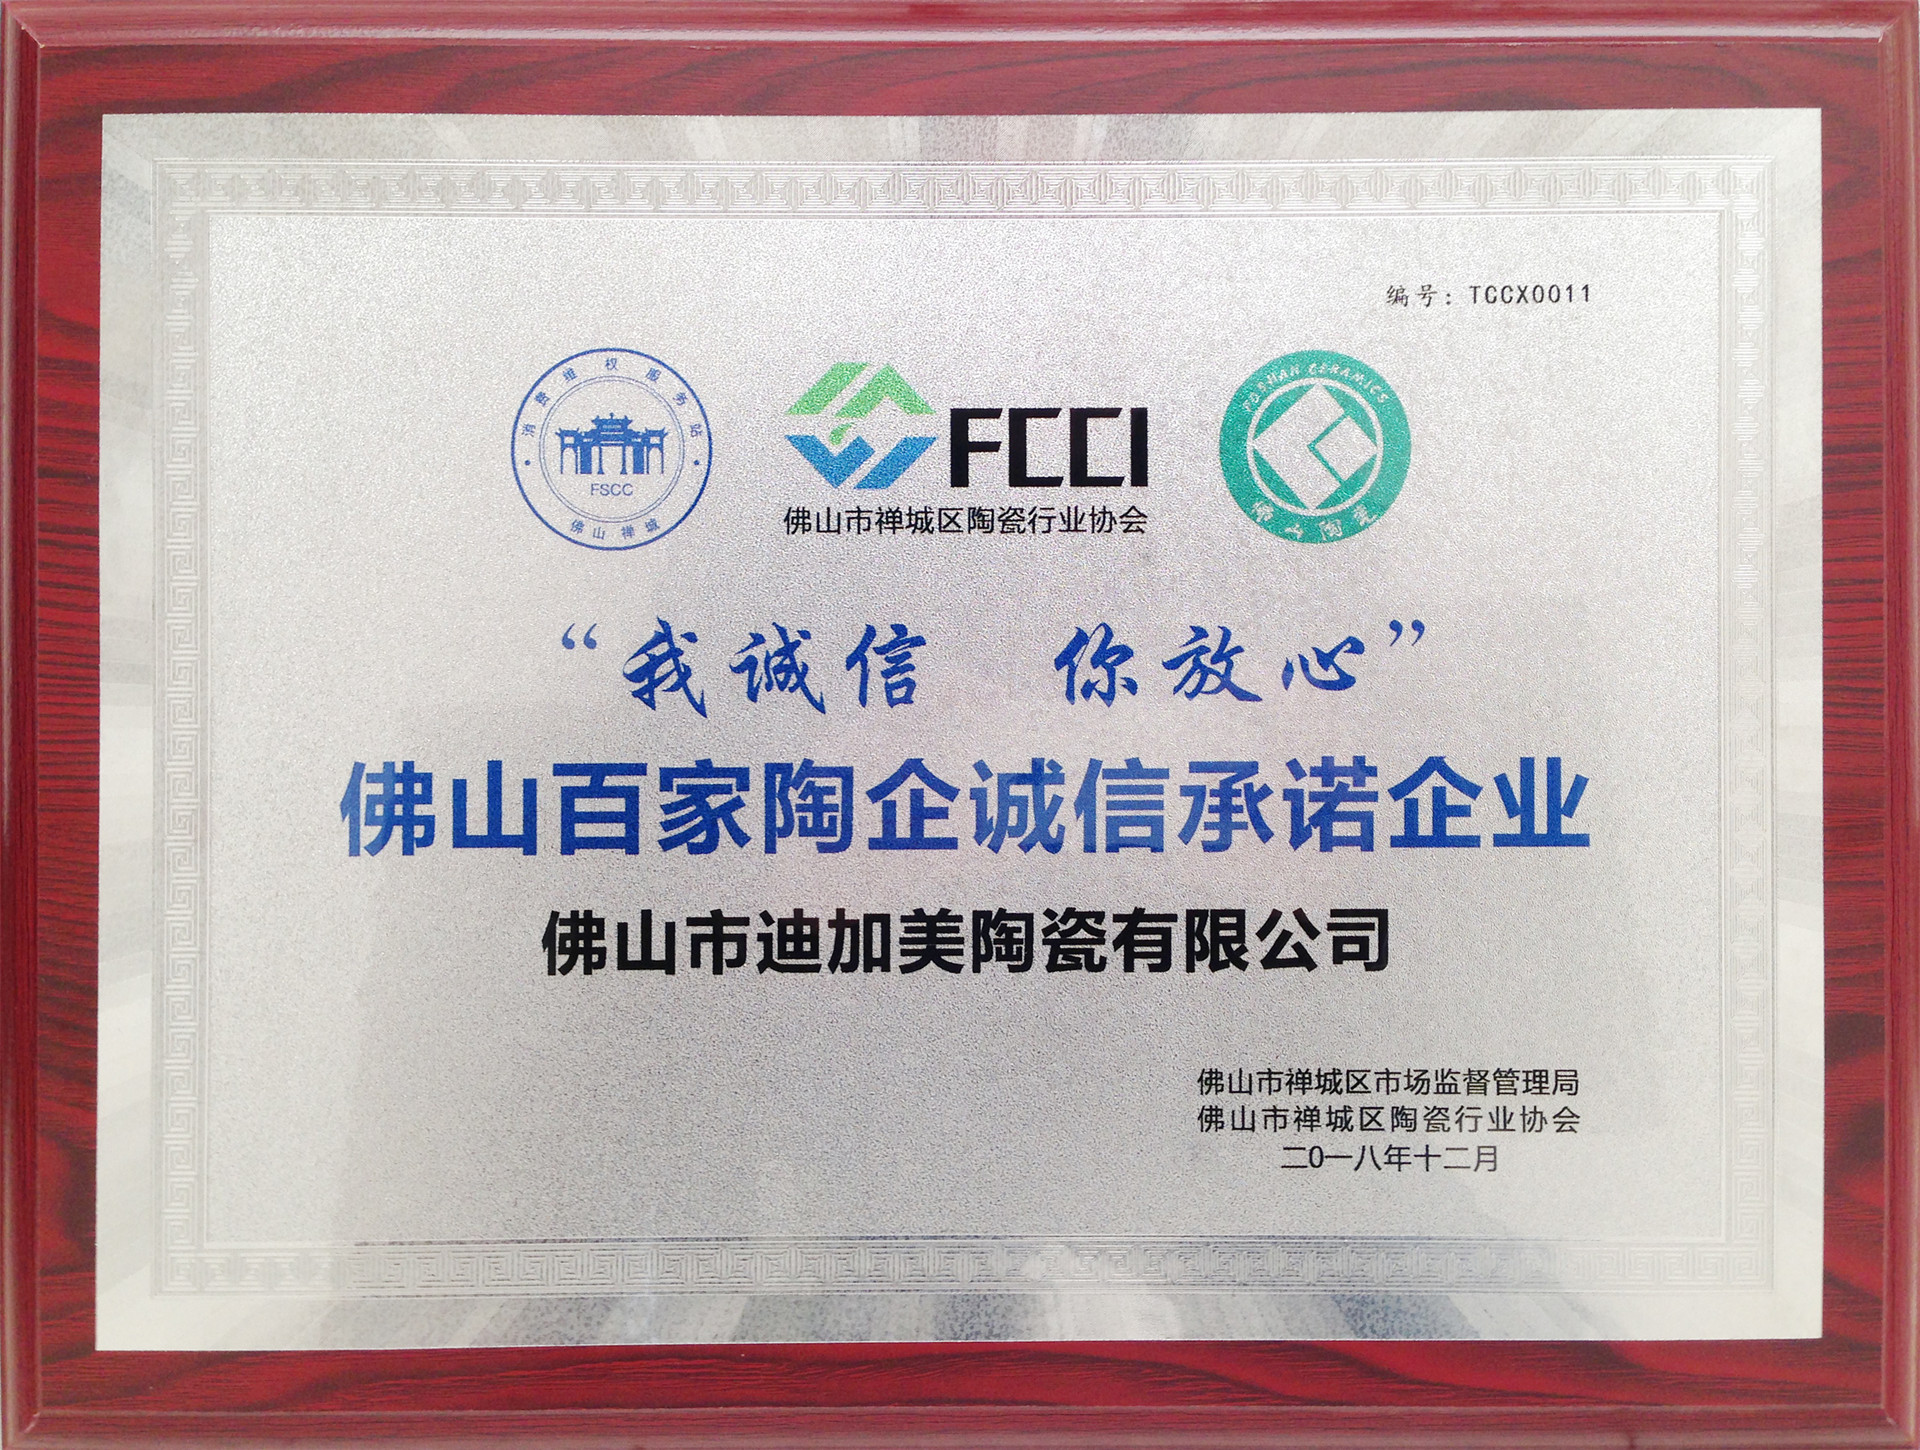 编号：TCCX0011
消费维权服务站
FSCC
佛山禅城
FCCI
佛山市禅城区陶瓷行业协会
FOSHAN CERAMICS
佛山陶瓷
“我诚信 你放心”
佛山百家陶企诚信承诺企业
佛山市迪加美陶瓷有限公司
佛山市禅城区市场监督管理局
佛山市禅城区陶瓷行业协会
二0一八年十二月